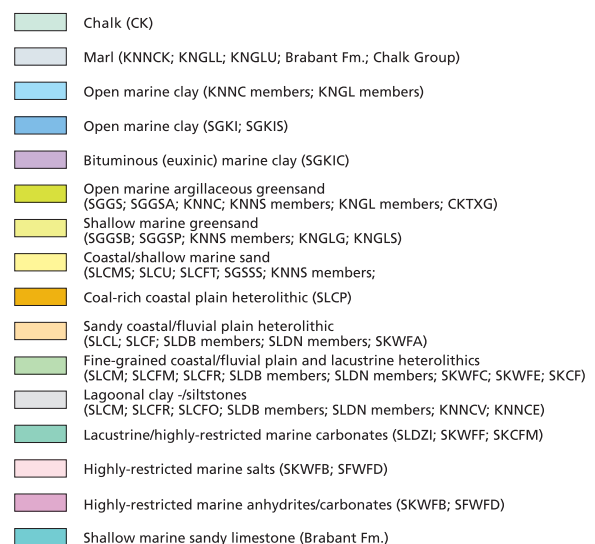 Chalk (CK)
Marl (KNNCK; KNGLL; KNGLU; Brabant Fm.; Chalk Group)
Open marine clay (KNNC members; KNGL members)
Open marine clay (SGKI; SGKIS)
Bituminous (euxinic) marine clay (SGKIC)
Open marine argillaceous greensand
(SGGS; SGGSA; KNNC; KNNS members; KNGL members; CKTXG)
Shallow marine greensand
(SGGSB; SGGSP; KNNS members; KNGLG; KNGLS)
Coastal/shallow marine sand
(SLCMS; SLCU; SLCFT; SGSSS; KNNS members;
Coal-rich coastal plain heterolithic (SLCP)
Sandy coastal/fluvial plain heterolithic
(SLCL; SLCF; SLDB members; SLDN members; SKWFA)
Fine-grained coastal/fluvial plain and lacustrine heterolithics
(SLCM; SLCFM; SLCFR; SLDB members; SLDN members; SKWFC; SKWFE; SKCF)
Lagoonal clay -/siltstones
(SLCM; SLCFR; SLCFO; SLDB members; SLDN members; KNNCV; KNNCE)
Lacustrine/highly-restricted marine carbonates (SLDZI; SKWFF; SKCFM)
Highly-restricted marine salts (SKWFB; SFWFD)
Highly-restricted marine anhydrites/carbonates (SKWFB; SFWFD)
Shallow marine sandy limestone (Brabant Fm.)